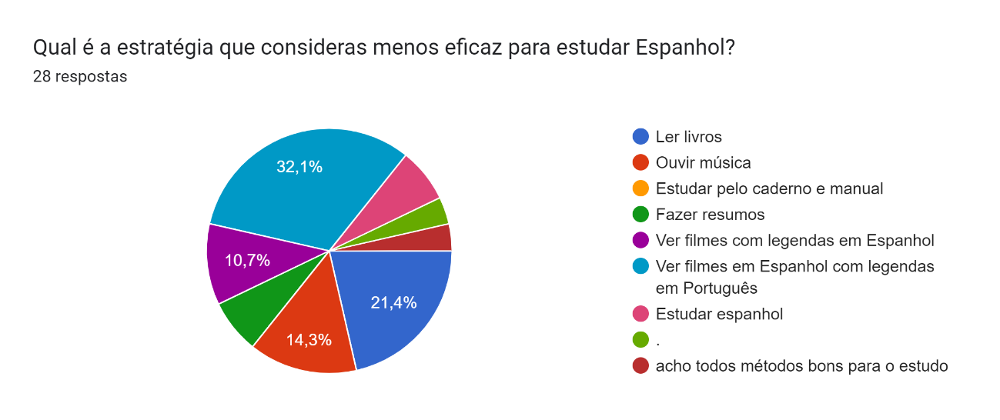 Qual é a estratégia que consideras menos eficaz para estudar Espanhol?
28 respostas
32,1%
10,7%
21,4%
14,3%
Ler livros
Ouvir música
Estudar pelo caderno e manual
Fazer resumos
Ver filmes com legendas em Espanhol
Ver filmes em Espanhol com legendas
em Português
Estudar espanhol
.
acho todos métodos bons para o estudo